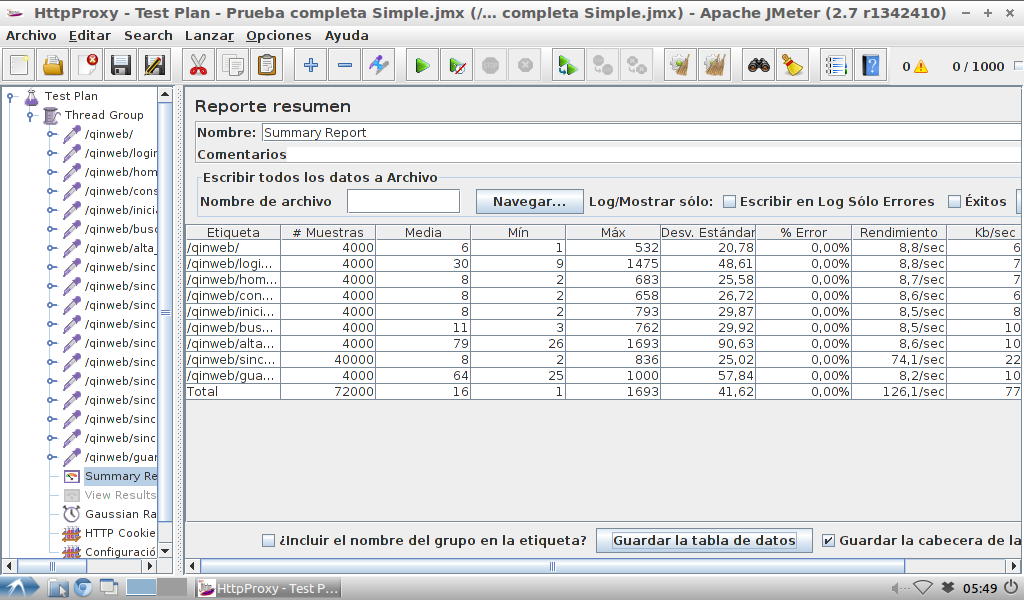 HttpProxy - Test Plan - Prueba completa Simple.jmx (/... completa Simple.jmx) - Apache JMeter (2.7 r1342410)
Archivo Editar Search Lanzar Opciones Ayuda
0 0 / 1000
Test Plan
Thread Group
/qinweb/
/qinweb/login
/qinweb/hom
/qinweb/cons
/qinweb/inicia
/qinweb/busc
/qinweb/alta_
/qinweb/sinc
/qinweb/sinc
/qinweb/sinc
/qinweb/sinc
/qinweb/sinc
/qinweb/sinc
/qinweb/sinc
/qinweb/sinc
/qinweb/sinc
/qinweb/sinc
/qinweb/guar
Summary Re
View Results
Gaussian Ra
HTTP Cookie
Configuració
Reporte resumen
Nombre: Summary Report
Comentarios
Escribir todos los datos a Archivo
Nombre de archivo Navegar... Log/Mostrar sólo: Escribir en Log Sólo Errores Éxitos
Etiqueta # Muestras Media Mín Máx Desv. Estándar % Error Rendimiento Kb/sec
/qinweb/ 4000 6 1 532 20,78 0,00% 8,8/sec 6
/qinweb/logi... 4000 30 9 1475 48,61 0,00% 8,8/sec 7
/qinweb/hom... 4000 8 2 683 25,58 0,00% 8,7/sec 7
/qinweb/con... 4000 8 2 658 26,72 0,00% 8,6/sec 6
/qinweb/inici... 4000 8 2 793 29,87 0,00% 8,5/sec 8
/qinweb/bus... 4000 11 3 762 29,92 0,00% 8,5/sec 10
/qinweb/alta... 4000 79 26 1693 90,63 0,00% 8,6/sec 10
/qinweb/sinc... 40000 8 2 836 25,02 0,00% 74,1/sec 22
/qinweb/gua... 4000 64 25 1000 57,84 0,00% 8,2/sec 10
Total 72000 16 1 1693 41,62 0,00% 126,1/sec 77
¿Incluir el nombre del grupo en la etiqueta? Guardar la tabla de datos Guardar la cabecera de la
HttpProxy - Test P... 05:49